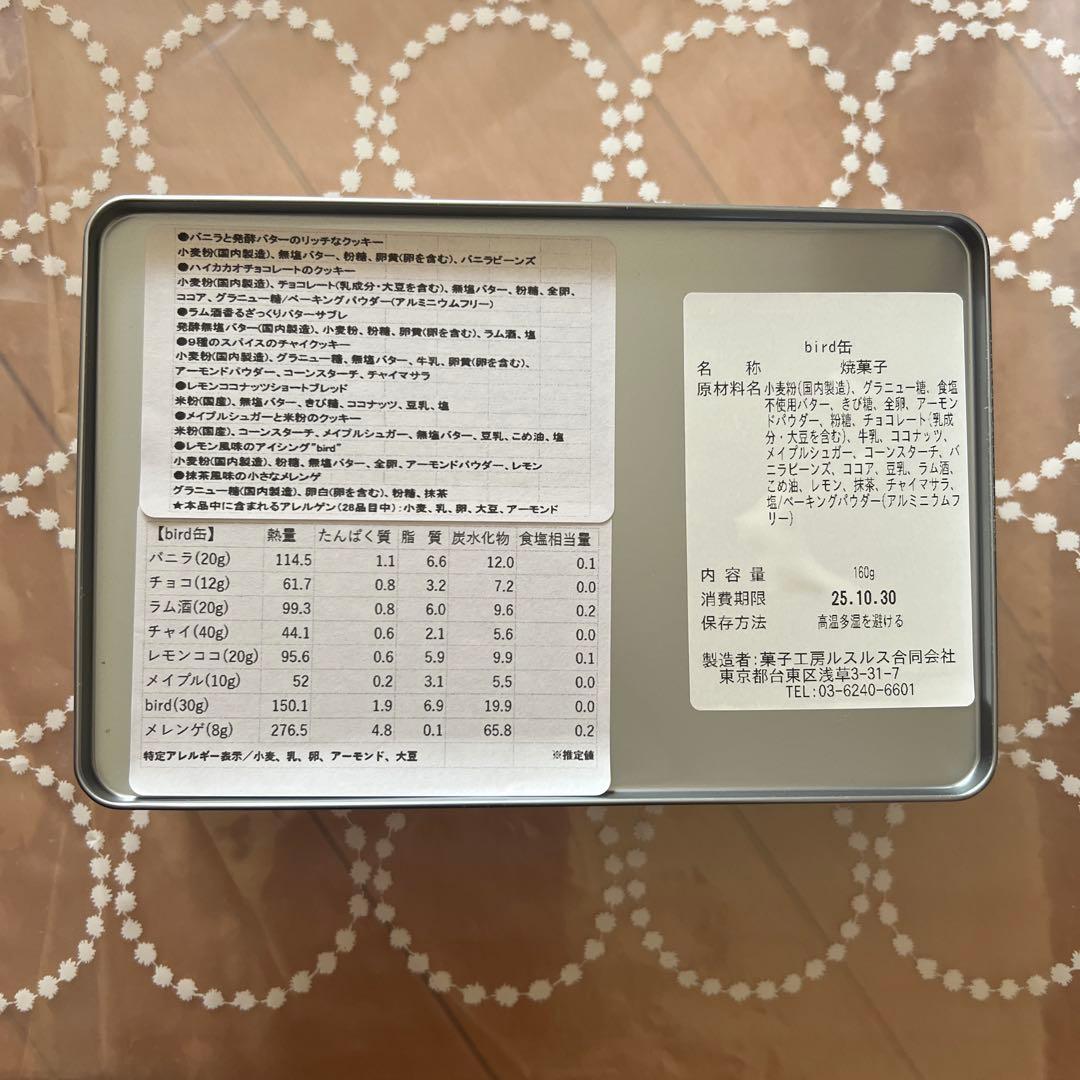 ●バニラと発酵バターのリッチなクッキー
小麦粉(国内製造)、無塩バター、粉糖、卵黄(卵を含む)、バニラビーンズ
●ハイカカオチョコレートのクッキー
小麦粉(国内製造)、チョコレート(乳成分・大豆を含む)、無塩バター、粉糖、全卵、
ココア、グラニュー糖/ベーキングパウダー(アルミニウムフリー)
●ラム酒香るざっくりバターサブレ
発酵無塩バター(国内製造)、小麦粉、粉糖、卵黄(卵を含む)、ラム酒、塩
●9種のスパイスのチャイクッキー
小麦粉(国内製造)、グラニュー糖、無塩バター、牛乳、卵黄(卵を含む)、
アーモンドパウダー、コーンスターチ、チャイマサラ
●レモンココナッツショートブレッド
米粉(国産)、無塩バター、きび糖、ココナッツ、豆乳、塩
●メイプルシュガーと米粉のクッキー
米粉(国産)、コーンスターチ、メイプルシュガー、無塩バター、豆乳、こめ油、塩
●レモン風味のアイシング"bird"
小麦粉(国内製造)、粉糖、無塩バター、全卵、アーモンドパウダー、レモン
●抹茶風味の小さなメレンゲ
グラニュー糖(国内製造)、卵白(卵を含む)、粉糖、抹茶
★本品中に含まれるアレルゲン(28品目中):小麦、乳、卵、大豆、アーモンド
【bird缶】 熱量 たんぱく質 脂 質 炭水化物 食塩相当量
バニラ(20g) 114.5 1.1 6.6 12.0 0.1
チョコ(12g) 61.7 0.8 3.2 7.2 0.0
ラム酒(20g) 99.3 0.8 6.0 9.6 0.2
チャイ(40g) 44.1 0.6 2.1 5.6 0.0
レモンココ(20g) 95.6 0.6 5.9 9.9 0.1
メイプル(10g) 52 0.2 3.1 5.5 0.0
bird(30g) 150.1 1.9 6.9 19.9 0.0
メレンゲ(8g) 276.5 4.8 0.1 65.8 0.2
特定アレルギー表示/小麦、乳、卵、アーモンド、大豆 ※推定値
bird缶
名 称 焼菓子
原材料名 小麦粉(国内製造)、グラニュー糖、食塩
不使用バター、きび糖、全卵、アーモン
ドパウダー、粉糖、チョコレート(乳成
分・大豆を含む)、牛乳、ココナッツ、
メイプルシュガー、コーンスターチ、バ
ニラビーンズ、ココア、豆乳、ラム酒、
こめ油、レモン、抹茶、チャイマサラ、
塩/ベーキングパウダー(アルミニウムフ
リー)
内容量 160g
消費期限 25.10.30
保存方法 高温多湿を避ける
製造者:菓子工房ルスルス合同会社
東京都台東区浅草3-31-7
TEL:03-6240-6601